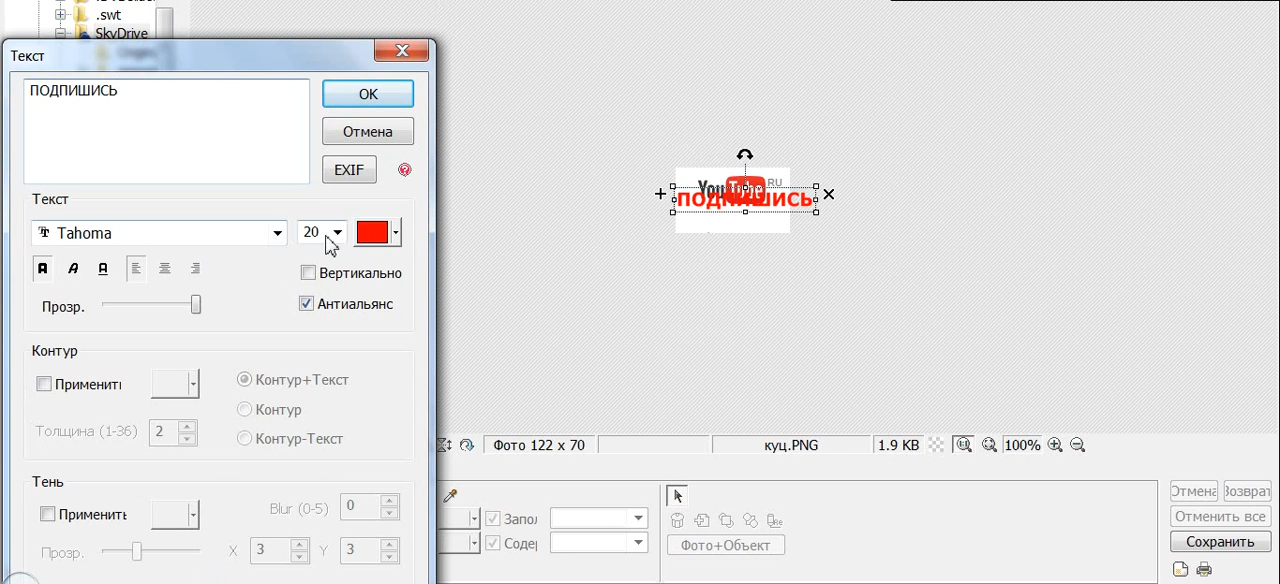 .swt
SkyDrive
Текст
ПОДПИШИСЬ
OK
Отмена
EXIF
Текст
Tahoma
20
Вертикально
Прозр.
Антиальянс
Контур
Применить
Контур+Текст
Контур
Толщина (1-36)
2
Контур-Текст
Тень
Применить
Blur (0-5)
0
Прозр.
X
3
Y
3
YouTube
RU
ПОДПИШИСЬ
Фото 122 x 70
куц.PNG
1.9 KB
100%
Запол
Содер
Фото+Объект
Отмена
Возврат
Отменить все
Сохранить